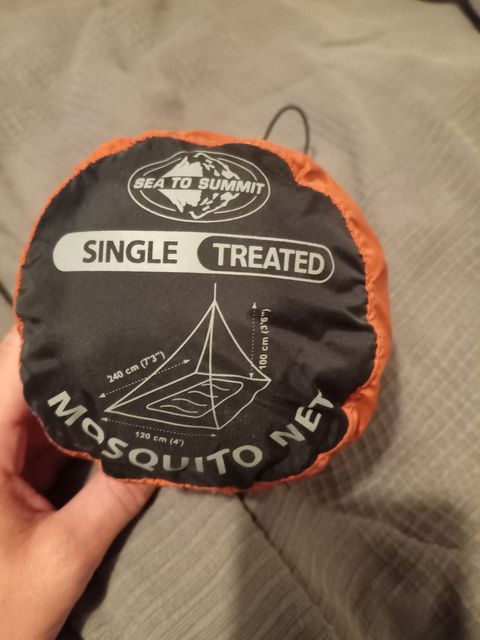 SEA TO SUMMIT
SINGLE TREATED
240 cm (7'3")
100 cm (3'6")
120 cm (4')
MOSQUITO NET